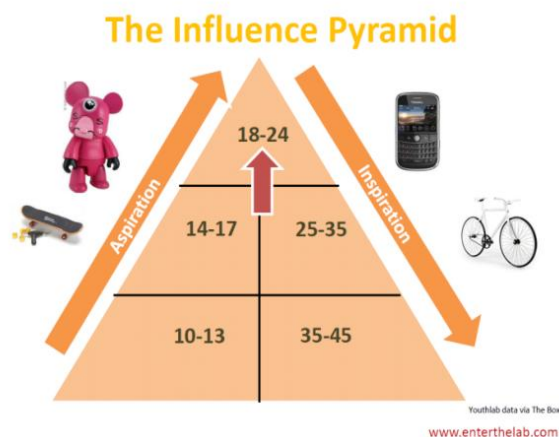 The Influence Pyramid
18-24
Aspiration
Inspiration
14-17
25-35
10-13
35-45
Youthlab data via The Box
www.enterthelab.com